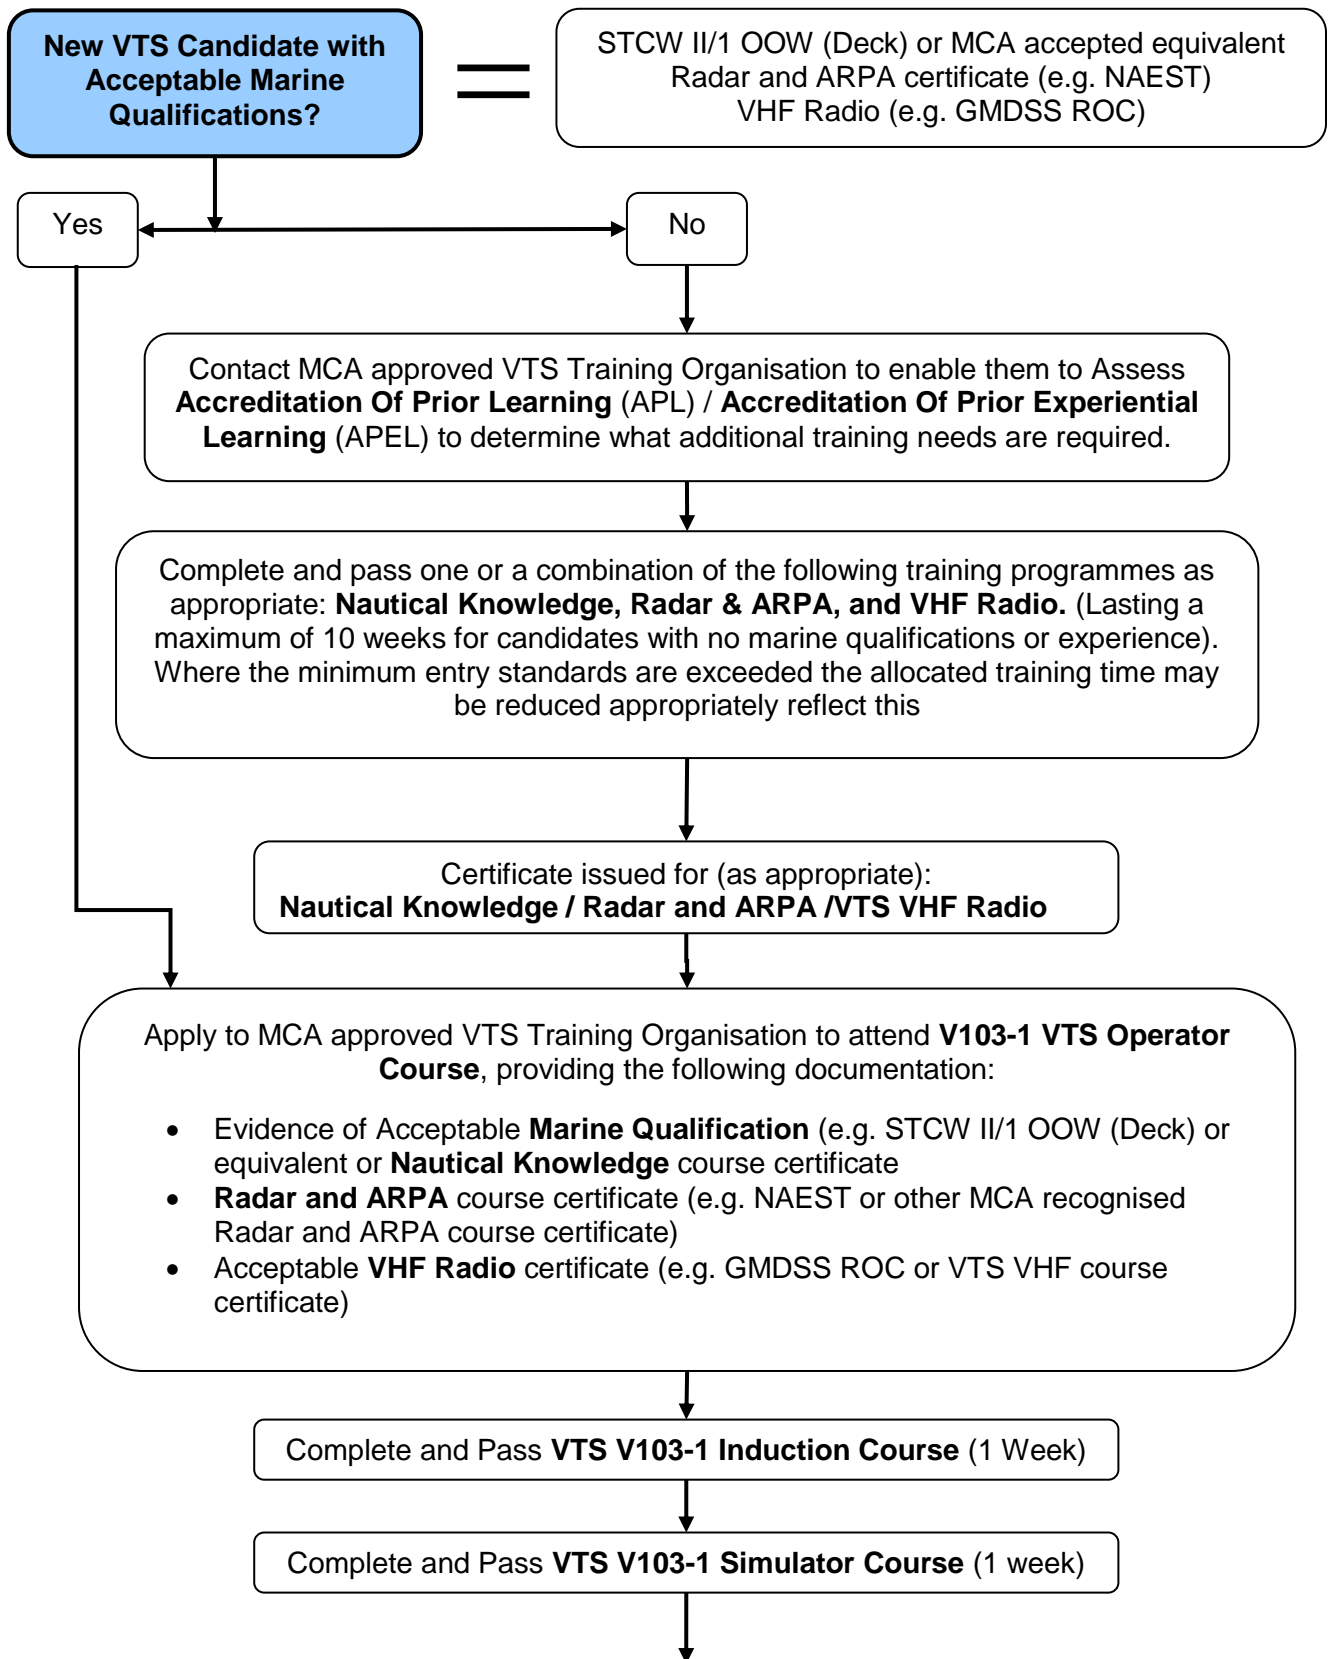 New VTS Candidate with
Acceptable Marine
Qualifications?
=
STCW II/1 OOW (Deck) or MCA accepted equivalent
Radar and ARPA certificate (e.g. NAEST)
VHF Radio (e.g. GMDSS ROC)
Yes
No
Contact MCA approved VTS Training Organisation to enable them to Assess
Accreditation Of Prior Learning (APL) / Accreditation Of Prior Experiential
Learning (APEL) to determine what additional training needs are required.
Complete and pass one or a combination of the following training programmes as
appropriate: Nautical Knowledge, Radar & ARPA, and VHF Radio. (Lasting a
maximum of 10 weeks for candidates with no marine qualifications or experience).
Where the minimum entry standards are exceeded the allocated training time may
be reduced appropriately reflect this
Certificate issued for (as appropriate):
Nautical Knowledge / Radar and ARPA /VTS VHF Radio
Apply to MCA approved VTS Training Organisation to attend V103-1 VTS Operator
Course, providing the following documentation:
• Evidence of Acceptable Marine Qualification (e.g. STCW II/1 OOW (Deck) or
equivalent or Nautical Knowledge course certificate
• Radar and ARPA course certificate (e.g. NAEST or other MCA recognised
Radar and ARPA course certificate)
• Acceptable VHF Radio certificate (e.g. GMDSS ROC or VTS VHF course
certificate)
Complete and Pass VTS V103-1 Induction Course (1 Week)
Complete and Pass VTS V103-1 Simulator Course (1 week)